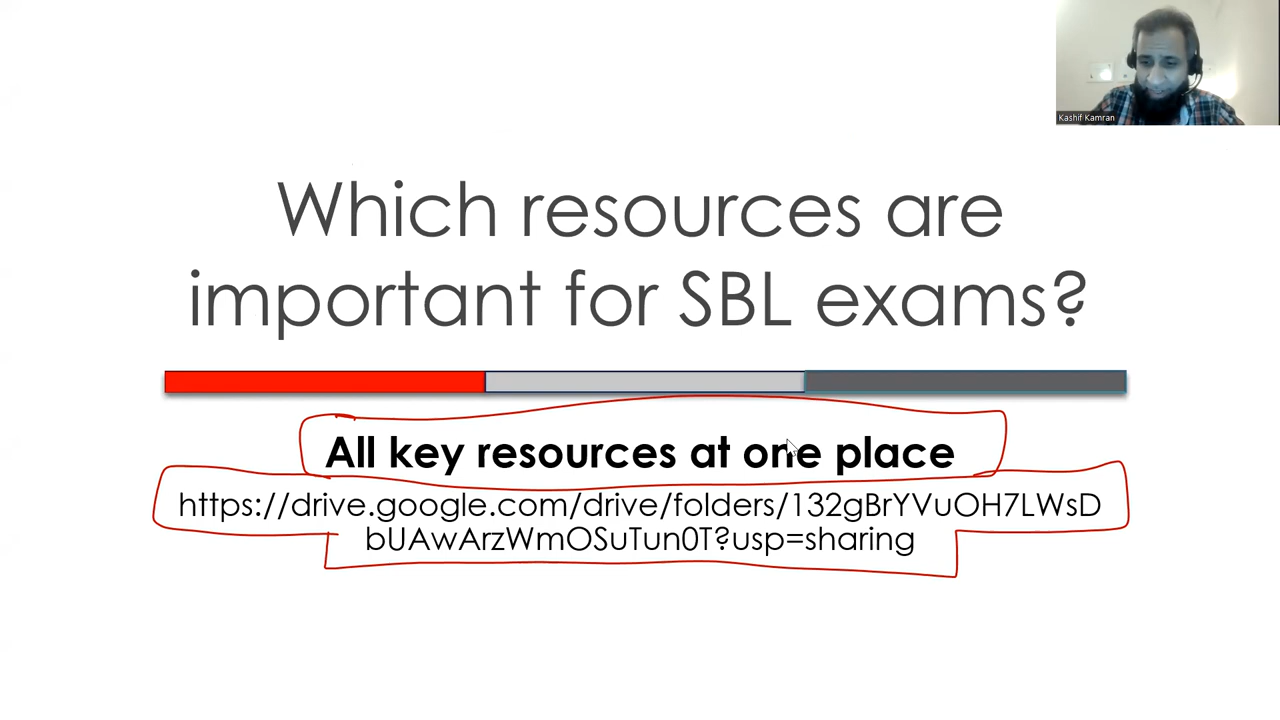 Kashif Kamran
Which resources are
important for SBL exams?
All key resources at one place
https://drive.google.com/drive/folders/132gBrYVuOH7LWsD
bUAwArzWmOSuTun0T?usp=sharing